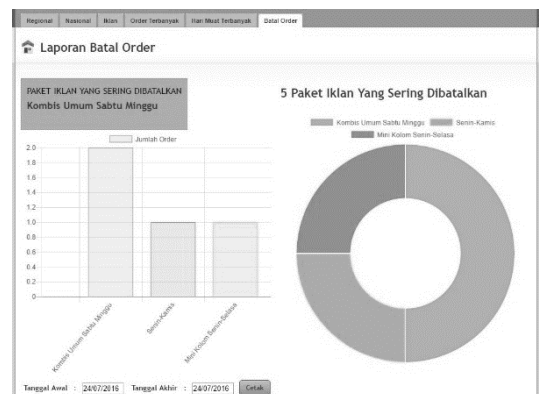 Regional Nasional Iklan Order Terbanyak Hari Muat Terbanyak Batal Order
Laporan Batal Order
PAKET IKLAN YANG SERING DIBATALKAN
Kombis Umum Sabtu Minggu
Jumlah Order
2.0
1.8
1.6
1.4
1.2
1.0
0.8
0.6
0.4
0.2
0
Kombis Umum Sabtu Minggu
Senin-Kamis
Mini Kolom Senin-Selasa
5 Paket Iklan Yang Sering Dibatalkan
Kombis Umum Sabtu Minggu Senin-Kamis
Mini Kolom Senin-Selasa
Tanggal Awal : 24/07/2016 Tanggal Akhir : 24/07/2016 Cetak